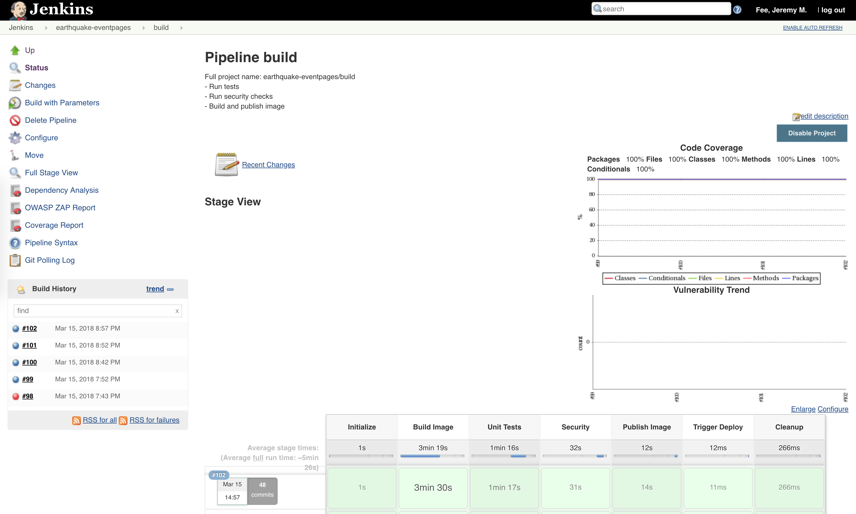 Jenkins
search
?
Fee, Jeremy M.
| log out
Jenkins › earthquake-eventpages › build ›
ENABLE AUTO REFRESH
Up
Status
Changes
Build with Parameters
Delete Pipeline
Configure
Move
Full Stage View
Dependency Analysis
OWASP ZAP Report
Coverage Report
Pipeline Syntax
Git Polling Log
Build History
trend
find
x
#102 Mar 15, 2018 8:57 PM
#101 Mar 15, 2018 8:52 PM
#100 Mar 15, 2018 8:42 PM
#99 Mar 15, 2018 7:52 PM
#98 Mar 15, 2018 7:43 PM
RSS for all RSS for failures
Pipeline build
Full project name: earthquake-eventpages/build
- Run tests
- Run security checks
- Build and publish image
edit description
Disable Project
Recent Changes
Code Coverage
Packages 100% Files 100% Classes 100% Methods 100% Lines 100%
Conditionals 100%
100
80
60
40
20
0
%
#99 #100 #101 #102
Classes Conditionals Files Lines Methods Packages
Vulnerability Trend
count
0
#99 #100 #101 #102
Enlarge Configure
Stage View
Initialize Build Image Unit Tests Security Publish Image Trigger Deploy Cleanup
Average stage times:
(Average full run time: ~5min
26s)
1s 3min 19s 1min 16s 32s 12s 12ms 266ms
#102
Mar 15
14:57
48
commits
1s 3min 30s 1min 17s 31s 14s 11ms 266ms